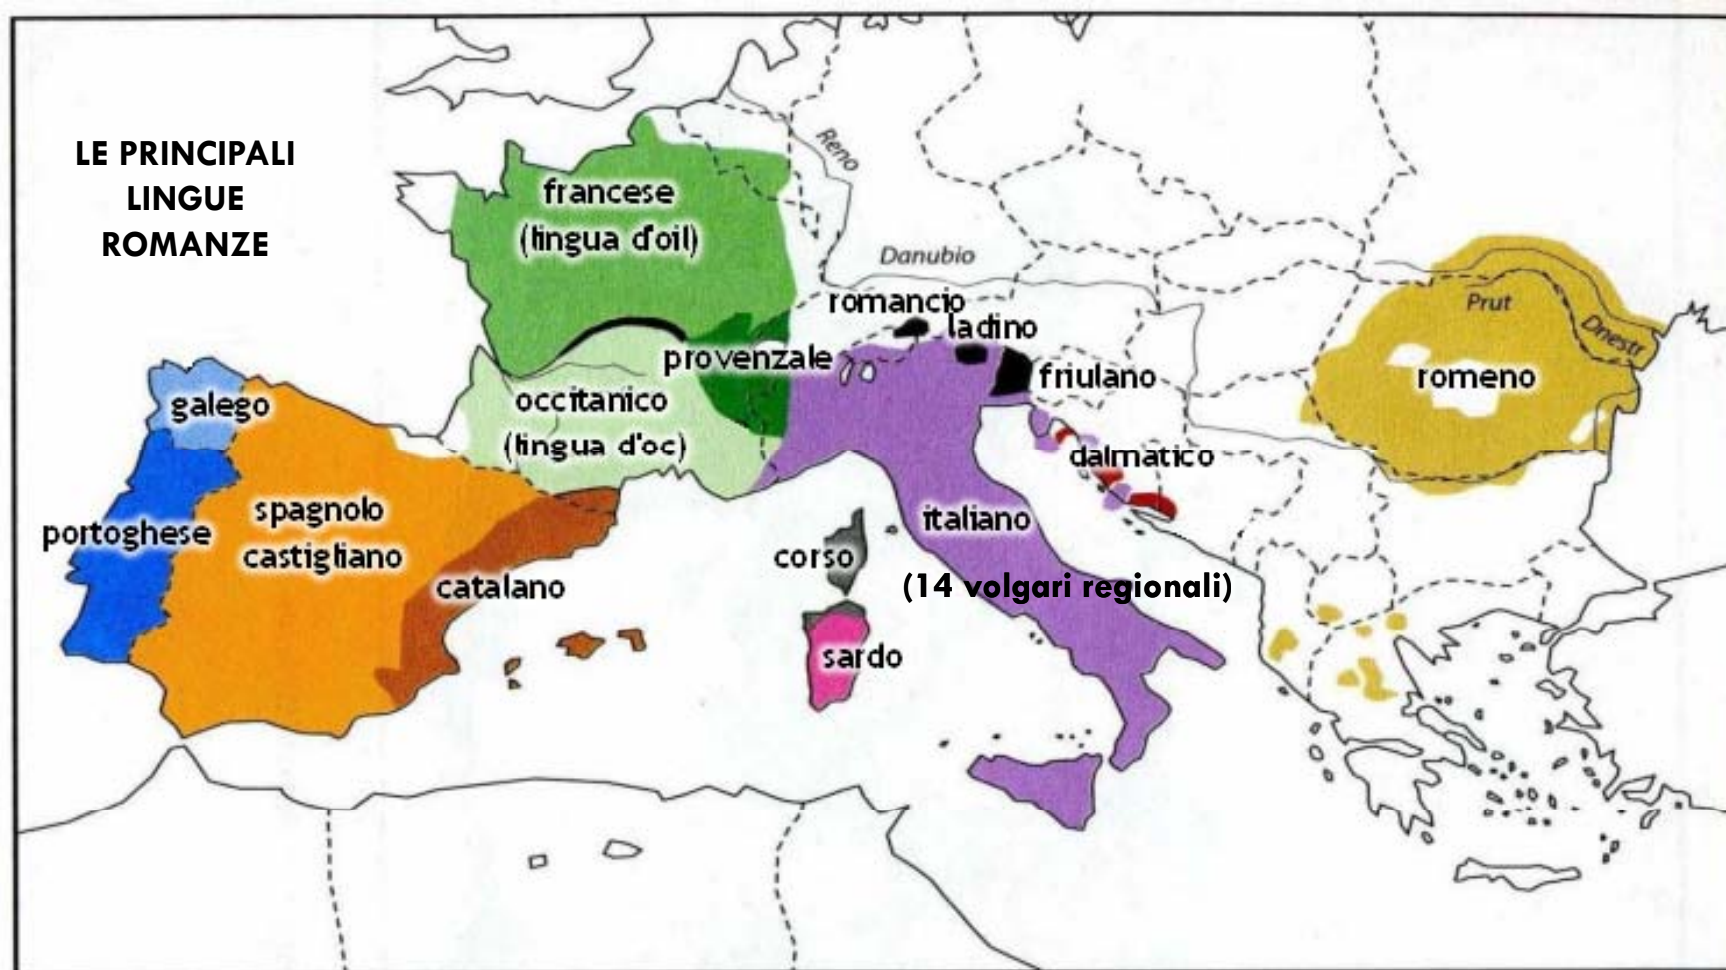 LE PRINCIPALI
LINGUE
ROMANZE
francese
(lingua d'oil)
Reno
Danubio
romancio
ladino
provenzale
friulano
Prut
Dnestr
romeno
galego
occitanico
(lingua d'oc)
dalmatico
portoghese
spagnolo
castigliano
catalano
corso
italiano
(14 volgari regionali)
sardo